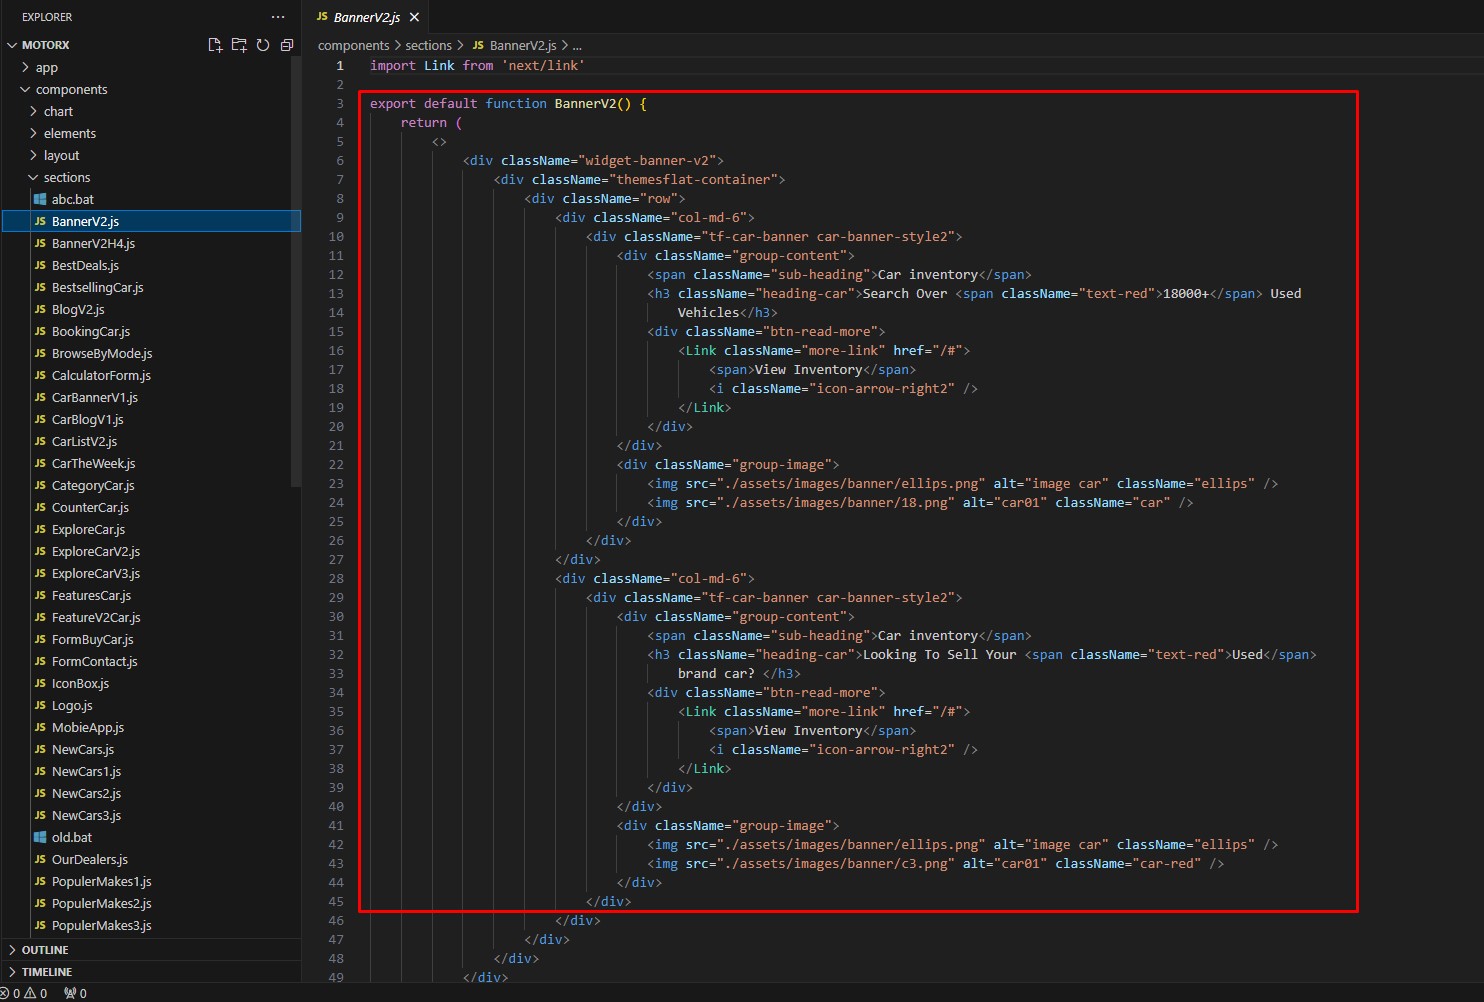 EXPLORER
MOTORX
app
components
chart
elements
layout
sections
abc.bat
JS BannerV2.js
JS BannerV2H4.js
JS BestDeals.js
JS BestsellingCar.js
JS BlogV2.js
JS BookingCar.js
JS BrowseByMode.js
JS CalculatorForm.js
JS CarBannerV1.js
JS CarBlogV1.js
JS CarListV2.js
JS CarTheWeek.js
JS CategoryCar.js
JS CounterCar.js
JS ExploreCar.js
JS ExploreCarV2.js
JS ExploreCarV3.js
JS FeaturesCar.js
JS FeatureV2Car.js
JS FormBuyCar.js
JS FormContact.js
JS IconBox.js
JS Logo.js
JS MobieApp.js
JS NewCars.js
JS NewCars1.js
JS NewCars2.js
JS NewCars3.js
old.bat
JS OurDealers.js
JS PopulerMakes1.js
JS PopulerMakes2.js
JS PopulerMakes3.js
OUTLINE
TIMELINE
0 0 0
JS BannerV2.js
components > sections > JS BannerV2.js > ...
1 import Link from 'next/link'
2
3 export default function BannerV2() {
4 return (
5 <>
6 <div className="widget-banner-v2">
7 <div className="themesflat-container">
8 <div className="row">
9 <div className="col-md-6">
10 <div className="tf-car-banner car-banner-style2">
11 <div className="group-content">
12 <span className="sub-heading">Car inventory</span>
13 <h3 className="heading-car">Search Over <span className="text-red">18000+</span> Used
14 Vehicles</h3>
15 <div className="btn-read-more">
16 <Link className="more-link" href="/#">
17 <span>View Inventory</span>
18 <i className="icon-arrow-right2" />
19 </Link>
20 </div>
21 </div>
22 <div className="group-image">
23 <img src="./assets/images/banner/ellips.png" alt="image car" className="ellips" />
24 <img src="./assets/images/banner/18.png" alt="car01" className="car" />
25 </div>
26 </div>
27 </div>
28 <div className="col-md-6">
29 <div className="tf-car-banner car-banner-style2">
30 <div className="group-content">
31 <span className="sub-heading">Car inventory</span>
32 <h3 className="heading-car">Looking To Sell Your <span className="text-red">Used</span>
33 brand car? </h3>
34 <div className="btn-read-more">
35 <Link className="more-link" href="/#">
36 <span>View Inventory</span>
37 <i className="icon-arrow-right2" />
38 </Link>
39 </div>
40 </div>
41 <div className="group-image">
42 <img src="./assets/images/banner/ellips.png" alt="image car" className="ellips" />
43 <img src="./assets/images/banner/c3.png" alt="car01" className="car-red" />
44 </div>
45 </div>
46 </div>
47 </div>
48 </div>
49 </div>